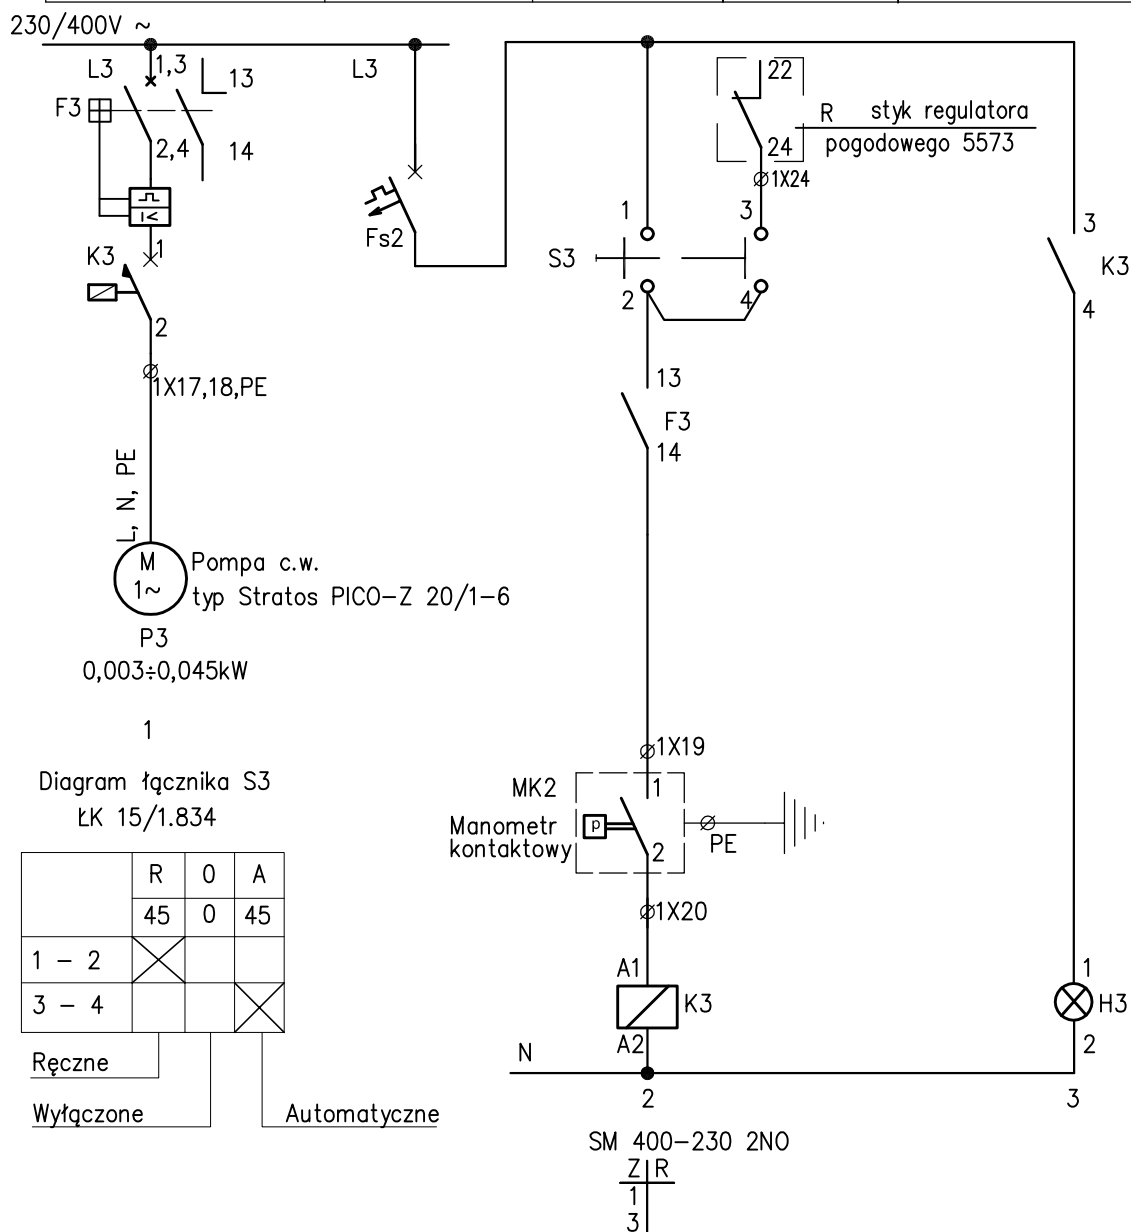 230/400V ~
L3
1,3
13
F3
2,4
14
1
K3
2
1X17,18,PE
L, N, PE
M
1~
Pompa c.w.
typ Stratos PICO-Z 20/1-6
P3
0,003÷0,045kW
1
L3
Fs2
22
R styk regulatora
24
pogodowego 5573
1X24
1
3
S3
2
4
13
F3
14
3
K3
4
1X19
MK2
1
Manometr
kontaktowy
p
2
PE
1X20
A1
K3
A2
N
2
1
H3
2
3
SM 400-230 2NO
Z R
1
3
Diagram łącznika S3
ŁK 15/1.834
R 0 A
45 0 45
1 - 2
3 - 4
Ręczne
Wyłączone
Automatyczne